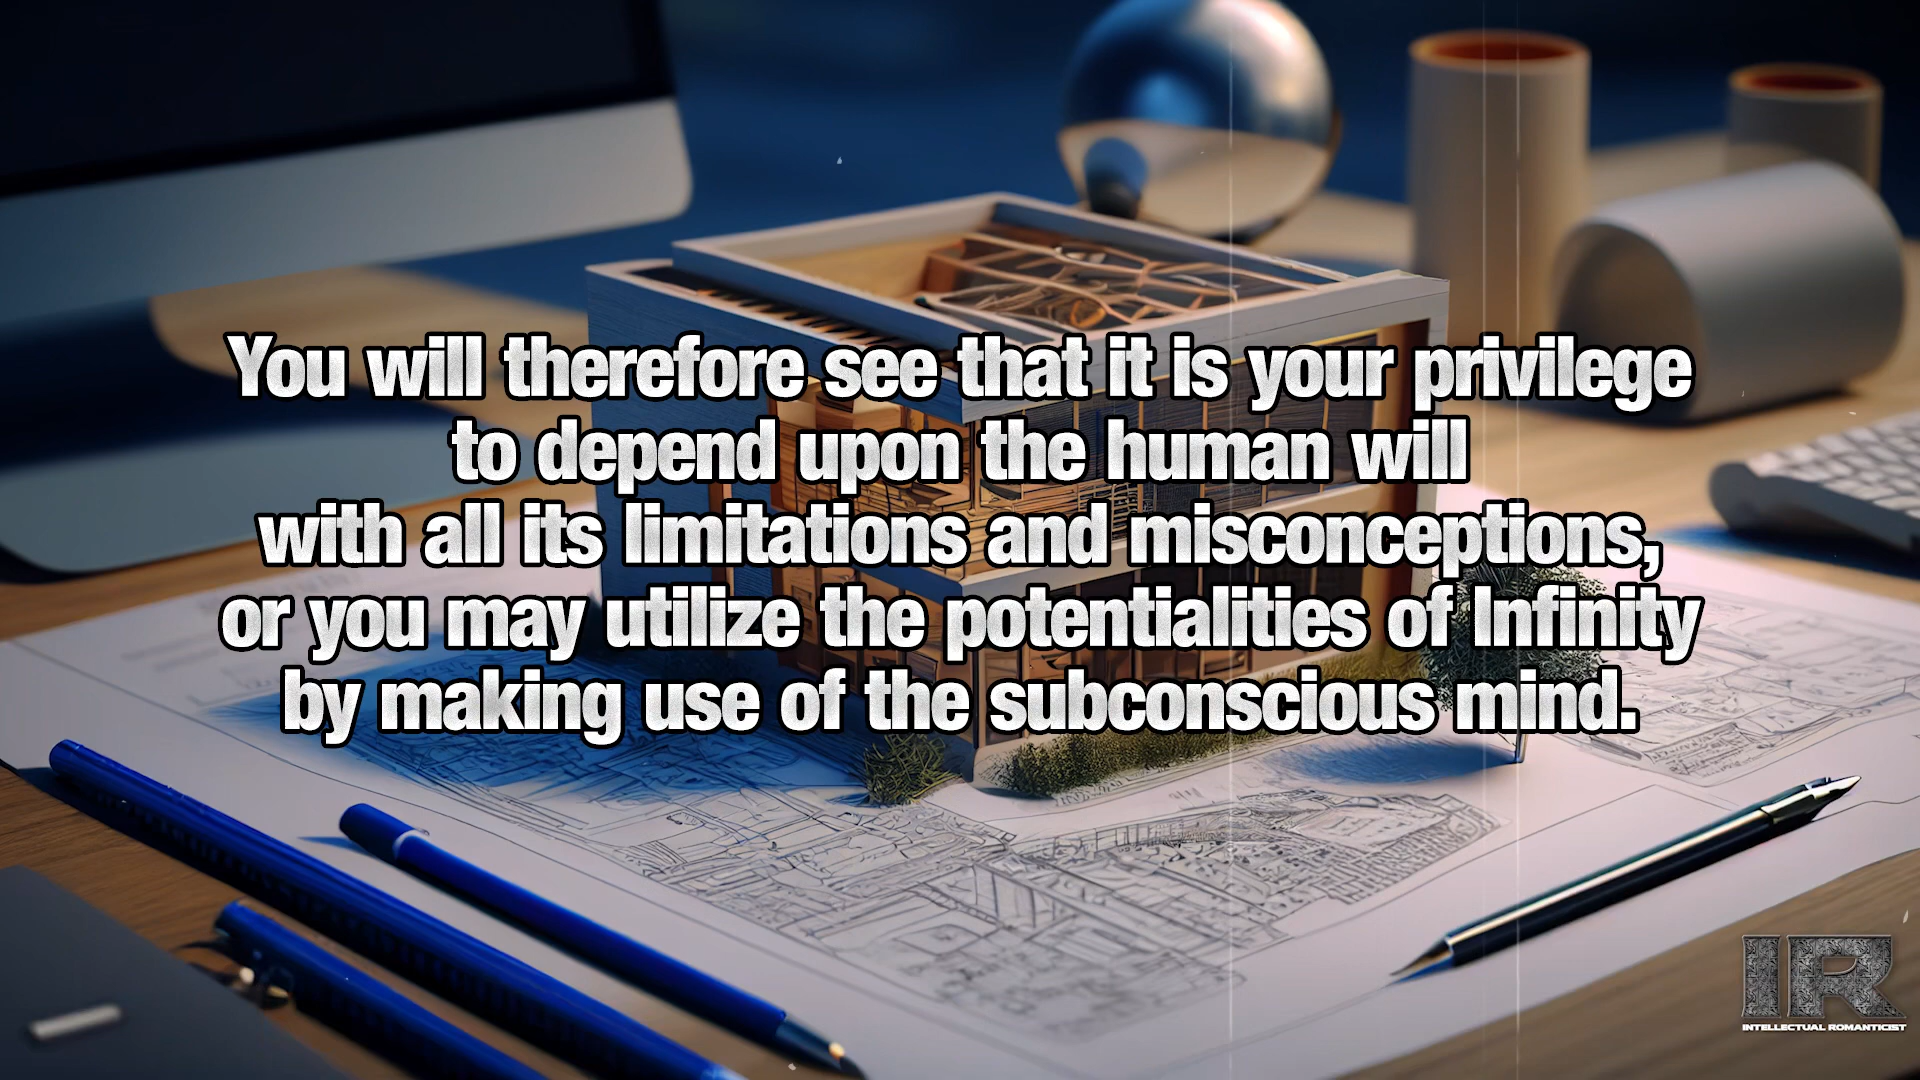 You will therefore see that it is your privilege
to depend upon the human will
with all its limitations and misconceptions,
or you may utilize the potentialities of Infinity
by making use of the subconscious mind.
IR
INTELLECTUAL ROMANTICIST